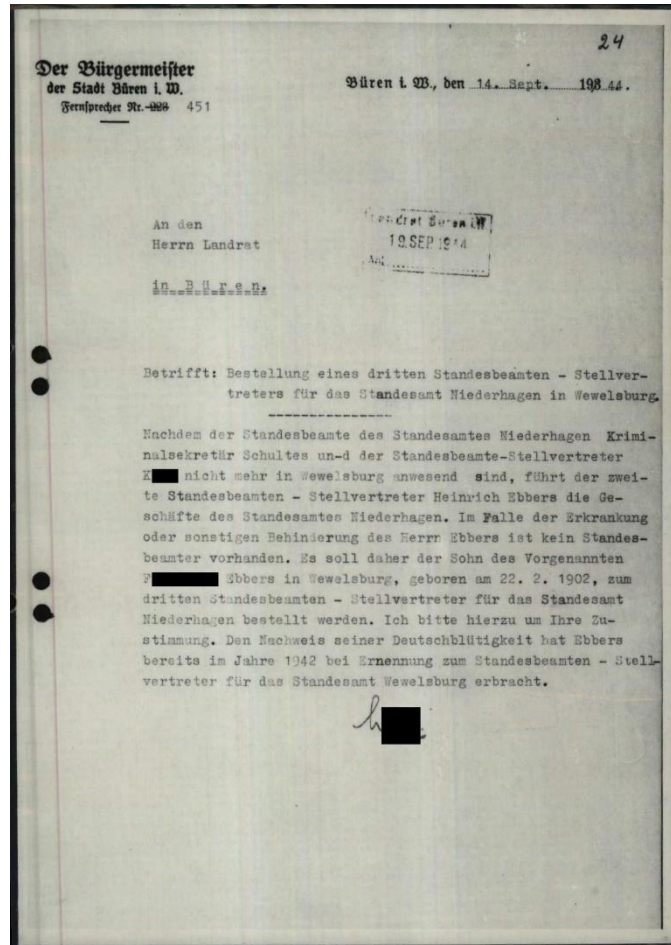 24
Der Bürgermeister
der Stadt Büren i. W.
Fernsprecher Nr. 228 451
Büren i. W., den 14. Sept. 19344.
An den
Herrn Landrat
in Büren.
Landrat Büren i W
19. SEP. 1944
Betrifft: Bestellung eines dritten Standesbeamten - Stellver-
treters für das Standesamt Niederhagen in Wewelsburg.
Nachdem der Standesbeamte des Standesamtes Niederhagen Krimi-
nalsekretär Schultes un-d der Standesbeamte-Stellvertreter
K nicht mehr in Wewelsburg anwesend sind, führt der zwei-
te Standesbeamten - Stellvertreter Heinrich Ebbers die Ge-
schäfte des Standesamtes Niederhagen. Im Falle der Erkrankung
oder sonstigen Behinderung des Herrn Ebbers ist kein Standes-
beamter vorhanden. Es soll daher der Sohn des Vorgenannten
F Ebbers in Wewelsburg, geboren am 22. 2. 1902, zum
dritten Standesbeamten - Stellvertreter für das Standesamt
Niederhagen bestellt werden. Ich bitte hierzu um Ihre Zu-
stimmung. Den Nachweis seiner Deutschblütigkeit hat Ebbers
bereits im Jahre 1942 bei Ernennung zum Standesbeamten - Stell-
vertreter für das Standesamt Wewelsburg erbracht.